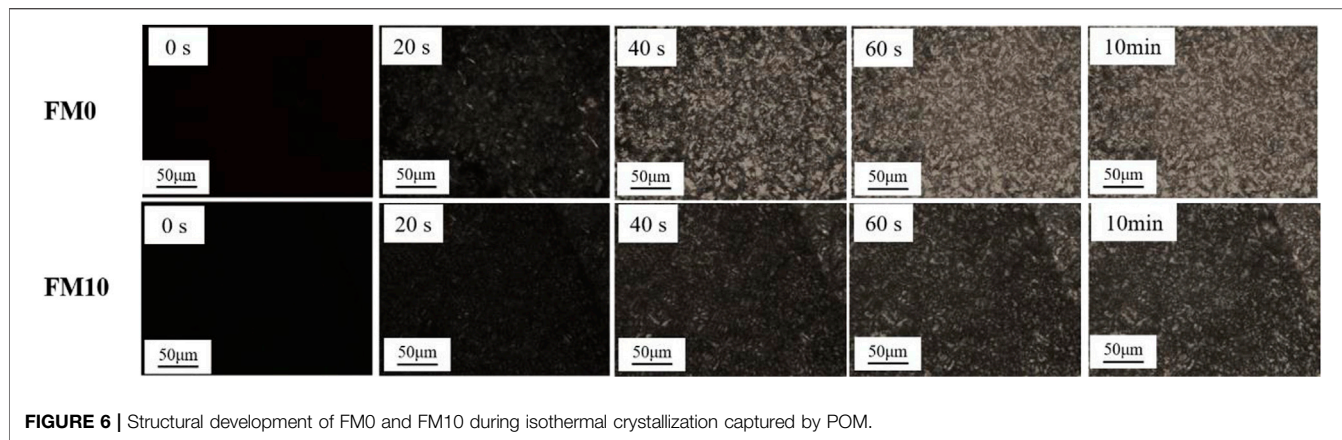 0 s
20 s
40 s
60 s
10min
FM0
50μm
50μm
50μm
50μm
50μm
0 s
20 s
40 s
60 s
10min
FM10
50μm
50μm
50μm
50μm
50μm
FIGURE 6 | Structural development of FM0 and FM10 during isothermal crystallization captured by POM.